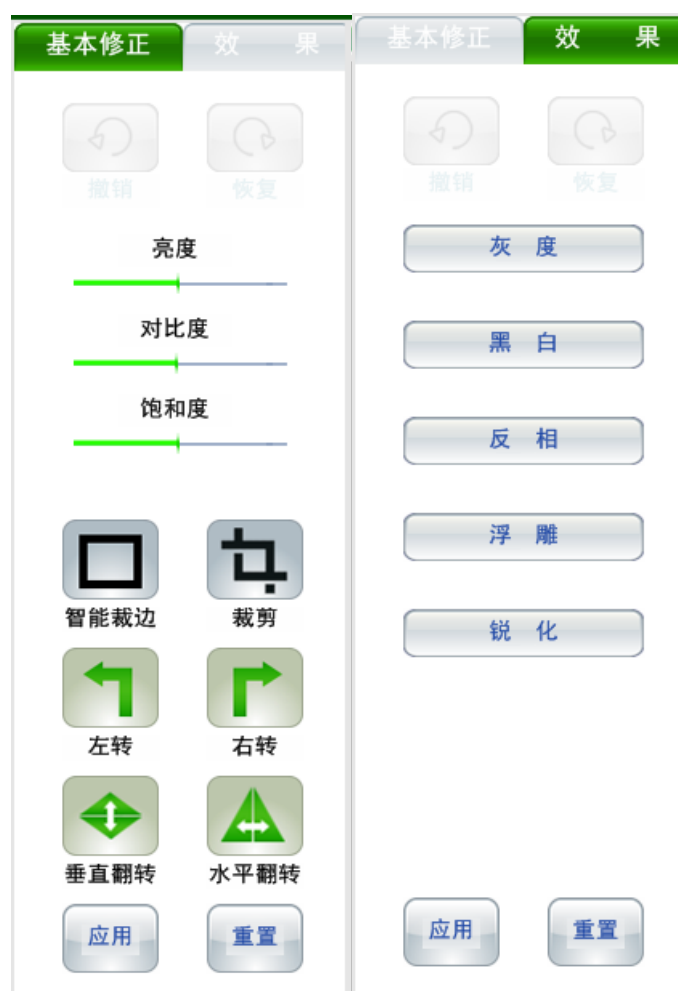 基本修正 效 果
撤销 恢复
亮度
对比度
饱和度
智能裁边 裁剪
左转 右转
垂直翻转 水平翻转
应用 重置
基本修正 效 果
撤销 恢复
灰 度
黑 白
反 相
浮 雕
锐 化
应用 重置